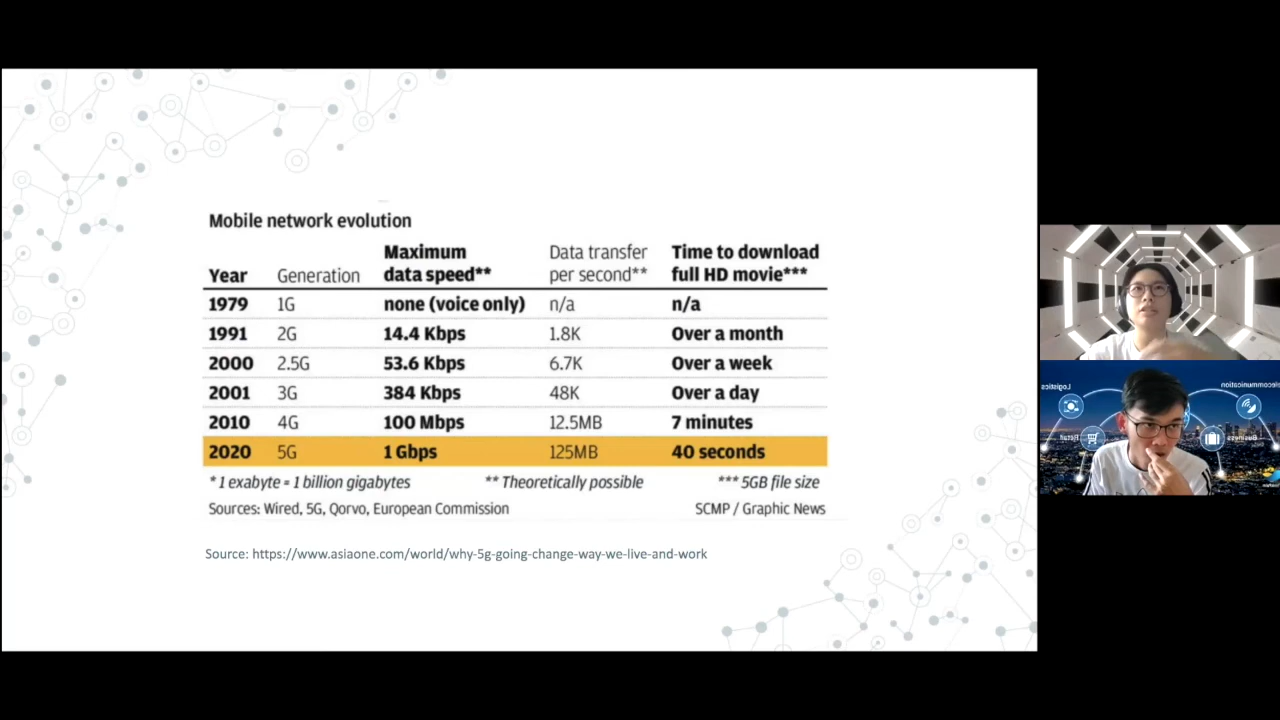 Mobile network evolution
Year Generation Maximum data speed** Data transfer per second** Time to download full HD movie***
1979 1G none (voice only) n/a n/a
1991 2G 14.4 Kbps 1.8K Over a month
2000 2.5G 53.6 Kbps 6.7K Over a week
2001 3G 384 Kbps 48K Over a day
2010 4G 100 Mbps 12.5MB 7 minutes
2020 5G 1 Gbps 125MB 40 seconds
* 1 exabyte = 1 billion gigabytes ** Theoretically possible *** 5GB file size
Sources: Wired, 5G, Qorvo, European Commission SCMP / Graphic News
Source: https://www.asiaone.com/world/why-5g-going-change-way-we-live-and-work
Logistics
elecommunication
Retail
Business